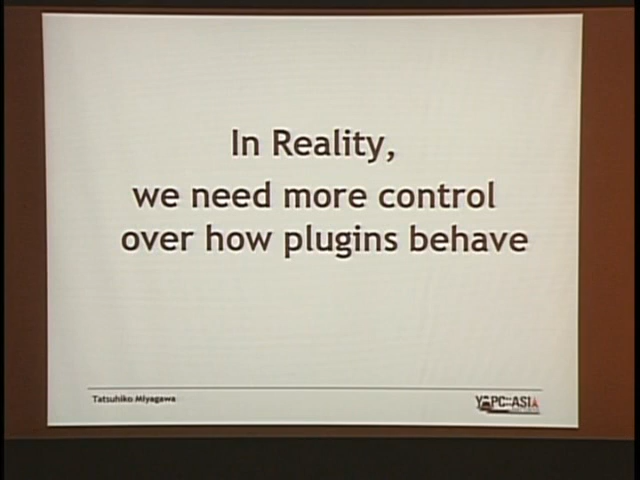 In Reality,
we need more control
over how plugins behave
Tatsuhiko Miyagawa
YAPC::ASIA